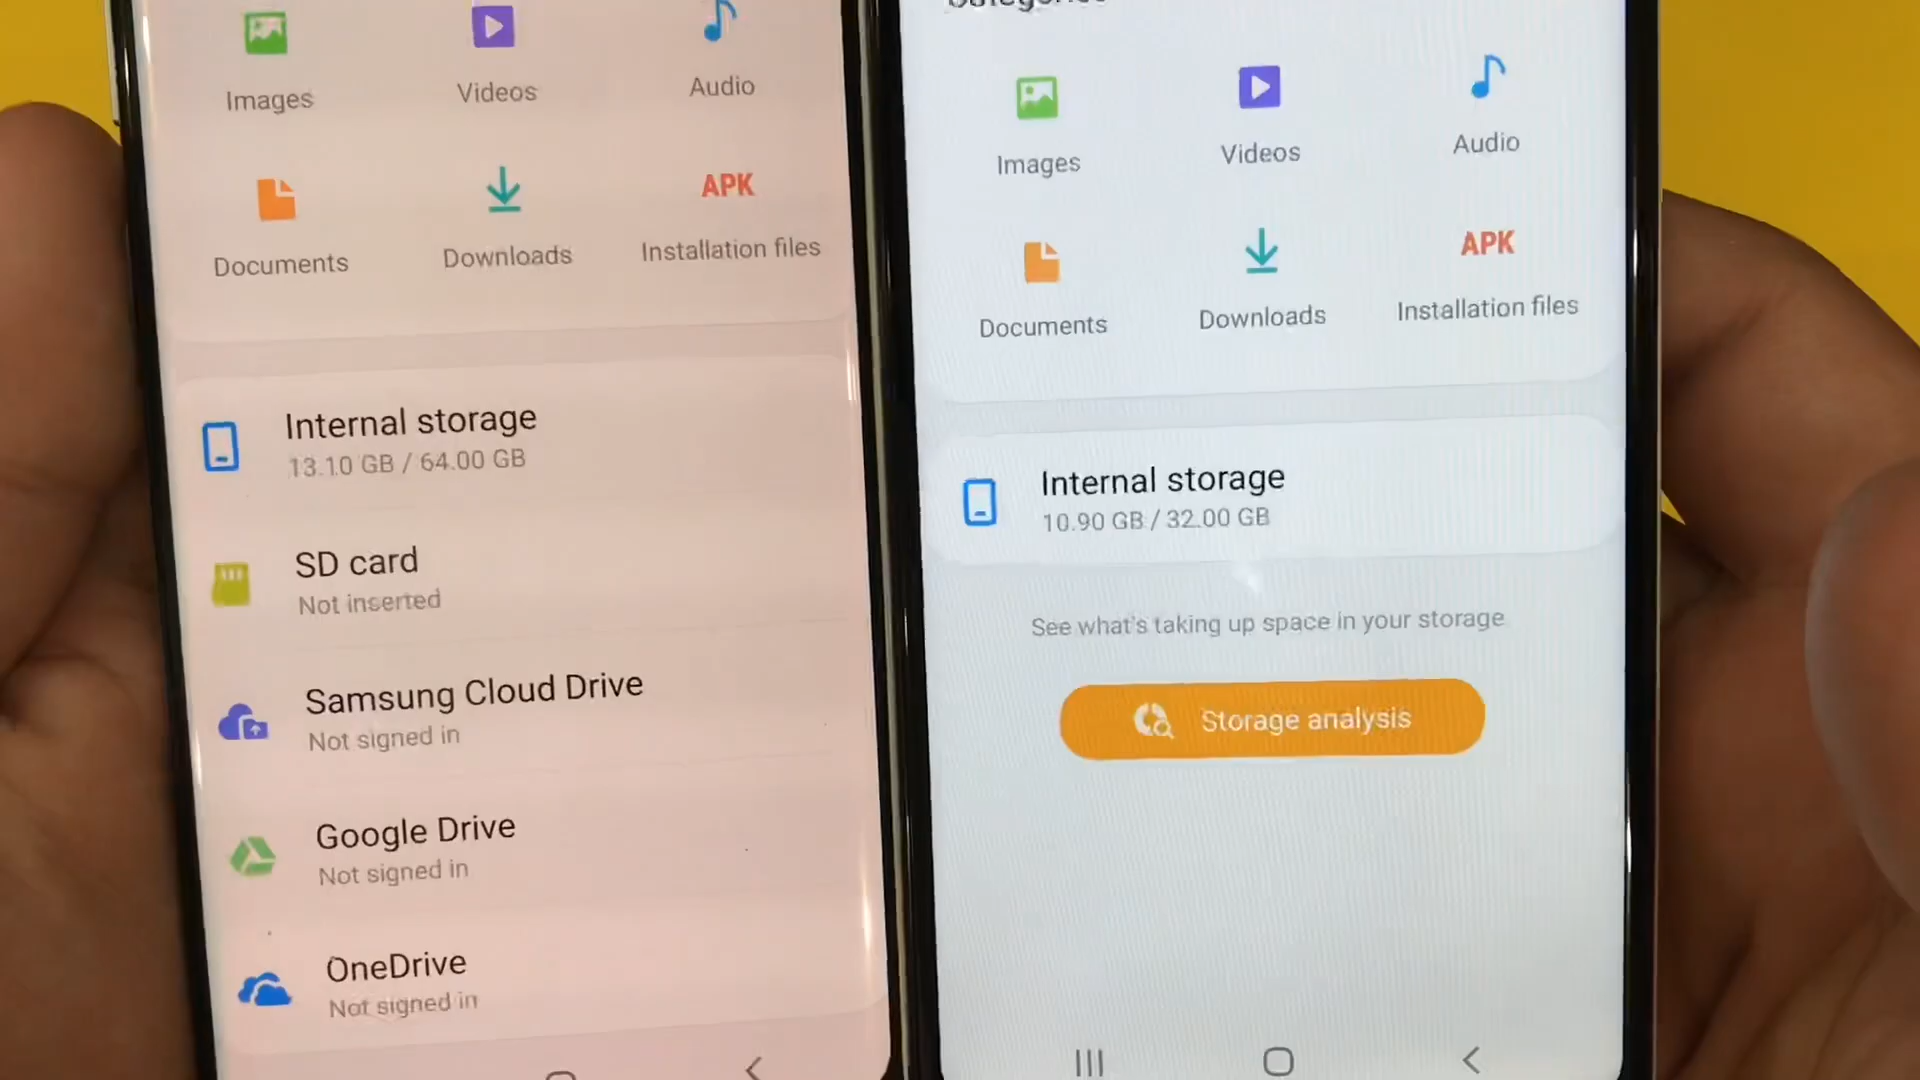 Images
Videos
Audio
Documents
Downloads
APK
Installation files
Internal storage
13.10 GB / 64.00 GB
SD card
Not inserted
Samsung Cloud Drive
Not signed in
Google Drive
Not signed in
OneDrive
Not signed in
Categories
Images
Videos
Audio
Documents
Downloads
APK
Installation files
Internal storage
10.90 GB / 32.00 GB
See what's taking up space in your storage
Storage analysis